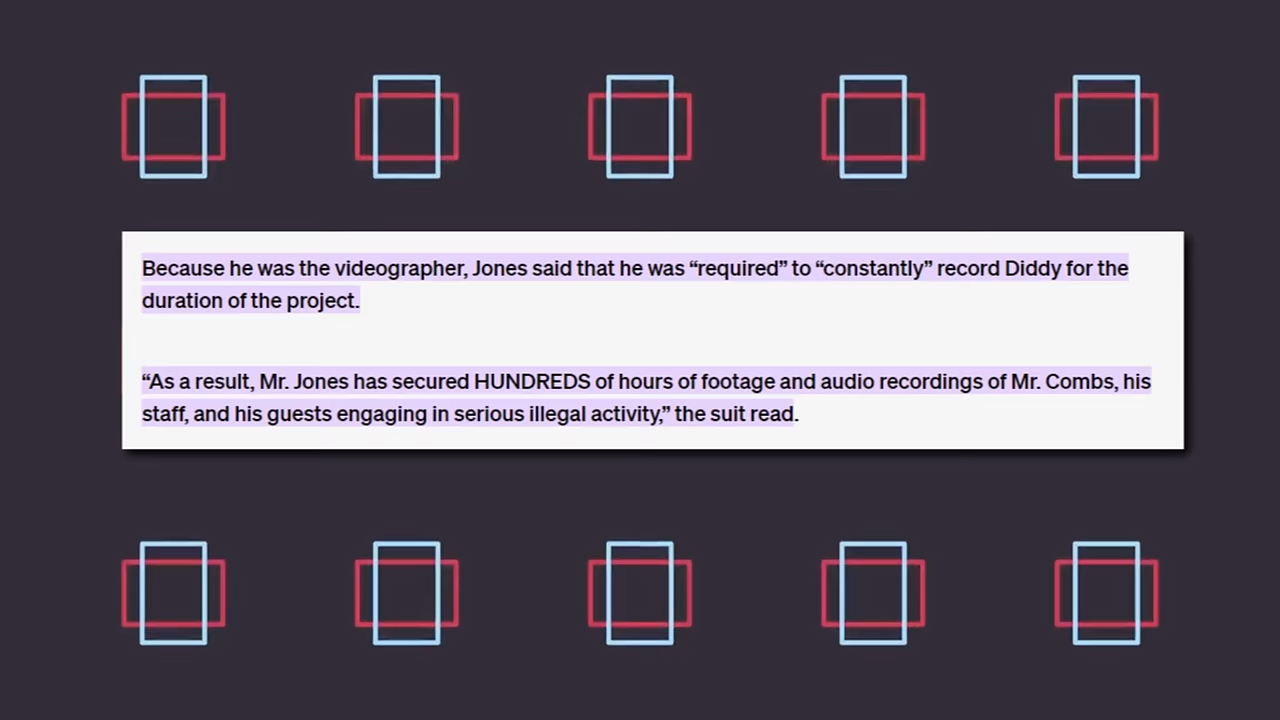 Because he was the videographer, Jones said that he was “required” to “constantly” record Diddy for the
duration of the project.
“As a result, Mr. Jones has secured HUNDREDS of hours of footage and audio recordings of Mr. Combs, his
staff, and his guests engaging in serious illegal activity,” the suit read.